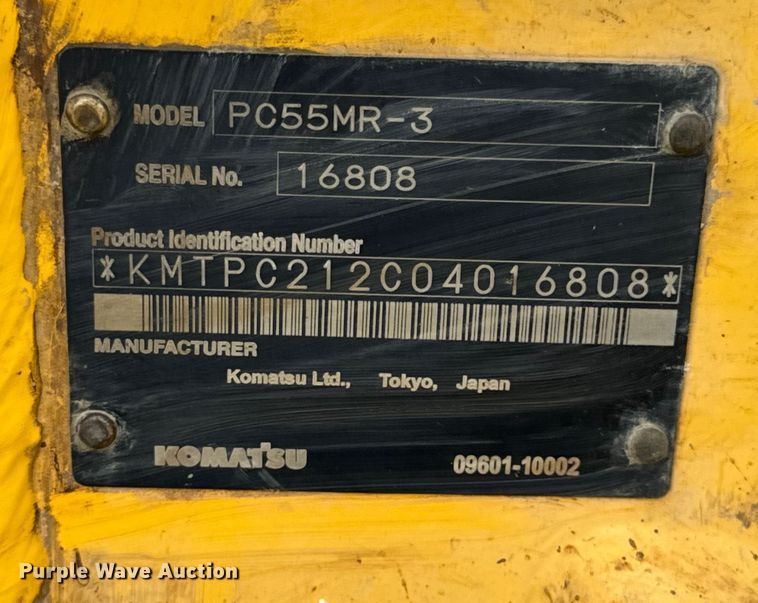 MODEL PC55MR-3
SERIAL No. 16808
Product Identification Number
*KMTPC212C04016808*
MANUFACTURER
Komatsu Ltd., Tokyo, Japan
KOMATSU 09601-10002
Purple Wave Auction